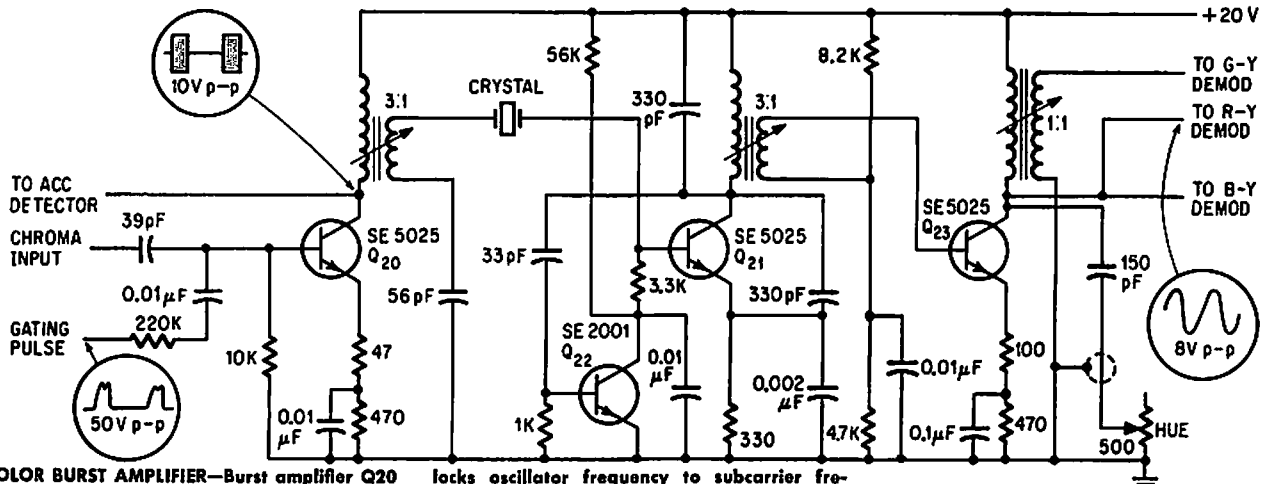 +20 V
10V p-p
3:1
CRYSTAL
56K
330
pF
3:1
8.2K
1:1
TO G-Y
DEMOD
TO R-Y
DEMOD
TO B-Y
DEMOD
TO ACC
DETECTOR
CHROMA
INPUT
39pF
0.01µF
220K
GATING
PULSE
50V p-p
10K
SE 5025
Q20
47
0.01
µF
470
56pF
33pF
3.3K
SE 2001
Q22
1K
0.01
µF
SE 5025
Q21
330pF
0.002
µF
330
4.7K
0.01µF
SE 5025
Q23
100
0.1µF
470
150
pF
8V p-p
500
HUE
OLOR BURST AMPLIFIER—Burst amplifier Q20
locks oscillator frequency to subcarrier fre-